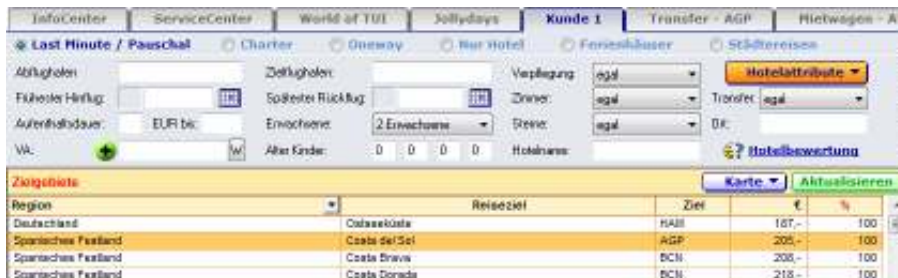 InfoCenter ServiceCenter World of TUI Jollydays Kunde 1 Transfer - AGP Mietwagen - A
Last Minute / Pauschal Charter Oneway Nur Hotel Ferienhäuser Städtereisen
Abflughafen: Zielflughafen: Verpflegung: egal Hotelattribute
Frühester Hinflug: Spätester Rückflug: Zimmer: egal Transfer: egal
Aufenthaltsdauer: EUR bis: Erwachsene: 2 Erwachsene Sterne: egal Ort:
VA: W Alter Kinder: 0 0 0 0 Hotelname: €? Hotelbewertung
Zielgebiete Karte Aktualisieren
Region Reiseziel Ziel € %
Deutschland Ostseeküste HAM 187,- 100
Spanisches Festland Costa del Sol AGP 205,- 100
Spanisches Festland Costa Brava BCN 208,- 100
Spanisches Festland Costa Dorada BCN 218,- 100